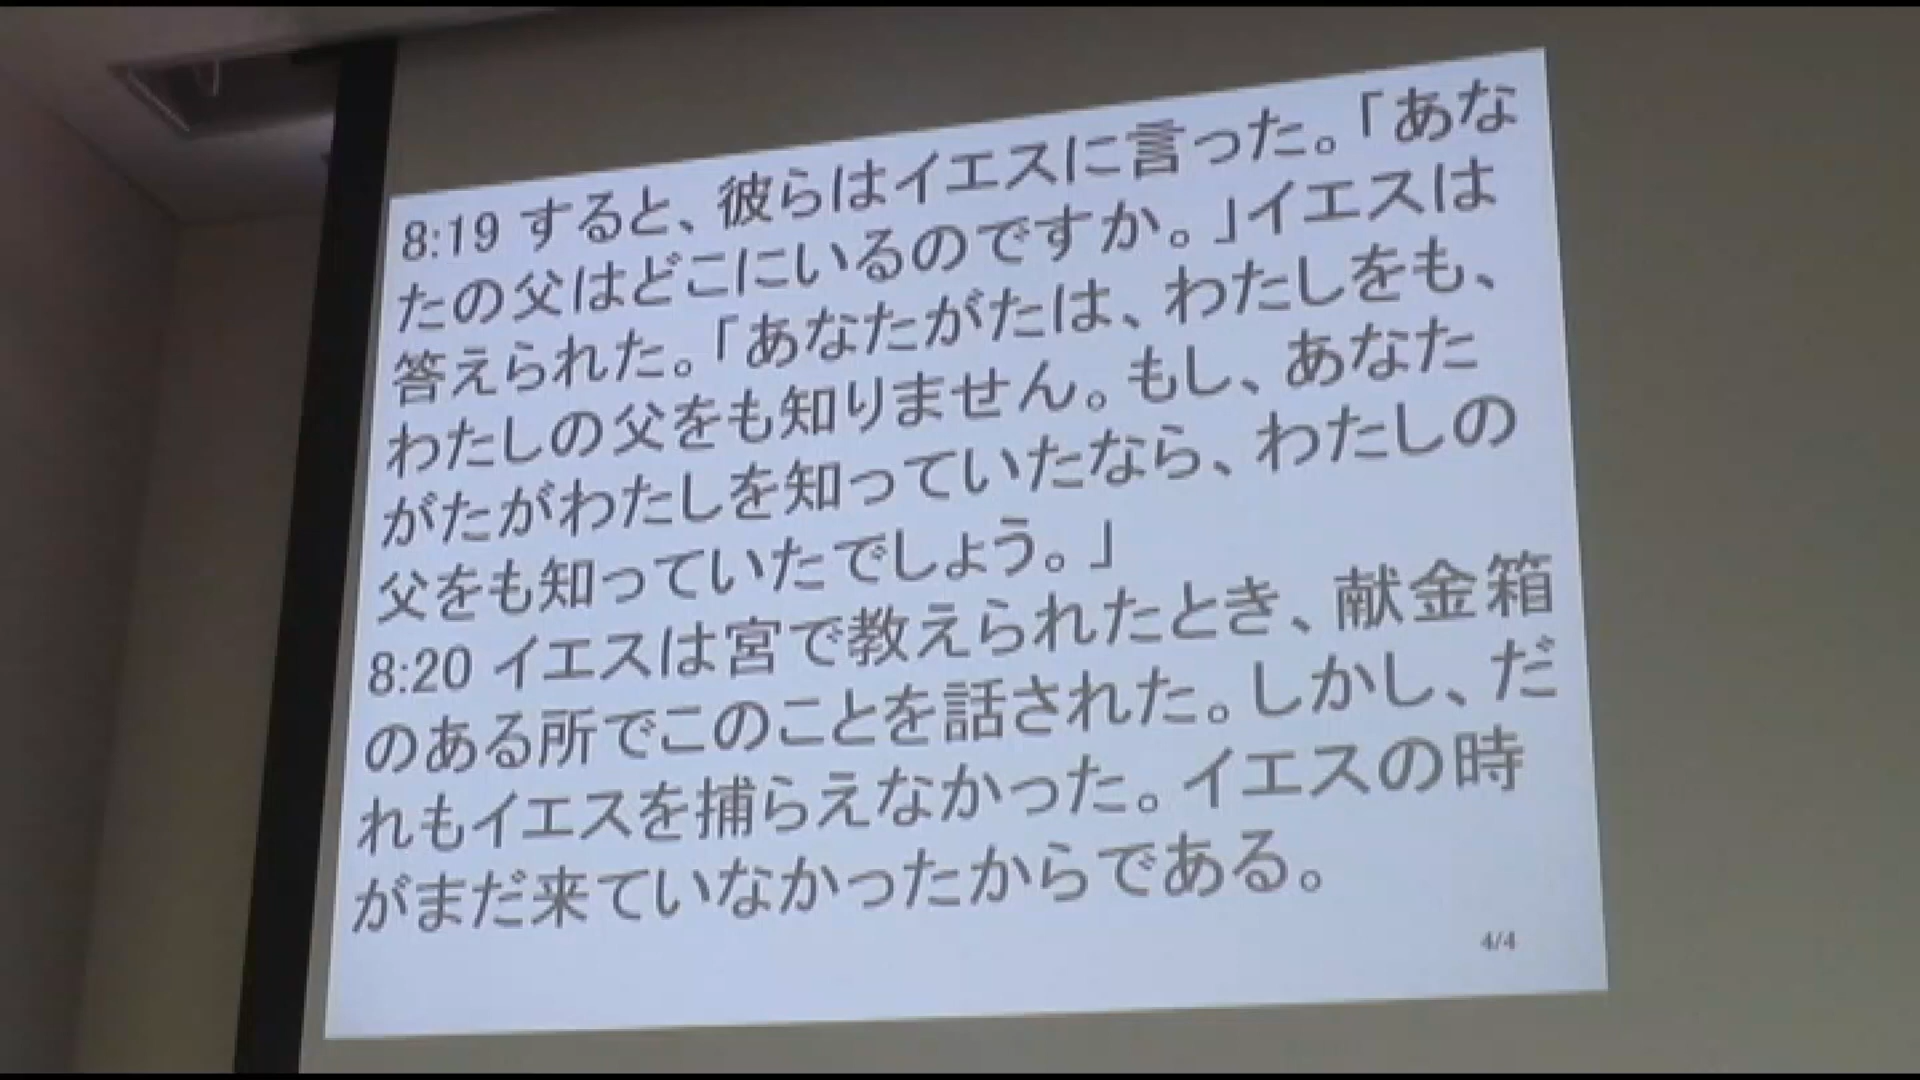 8:19 すると、彼らはイエスに言った。「あな
たの父はどこにいるのですか。」イエスは
答えられた。「あなたがたは、わたしをも、
わたしの父をも知りません。もし、あなた
がたがわたしを知っていたなら、わたしの
父をも知っていたでしょう。」
8:20 イエスは宮で教えられたとき、献金箱
のある所でこのことを話された。しかし、だ
れもイエスを捕らえなかった。イエスの時
がまだ来ていなかったからである。
4/4